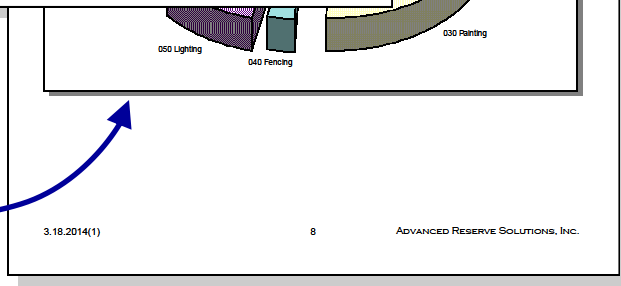 030 Painting
050 Lighting
040 Fencing
3.18.2014(1) 8 Advanced Reserve Solutions, Inc.